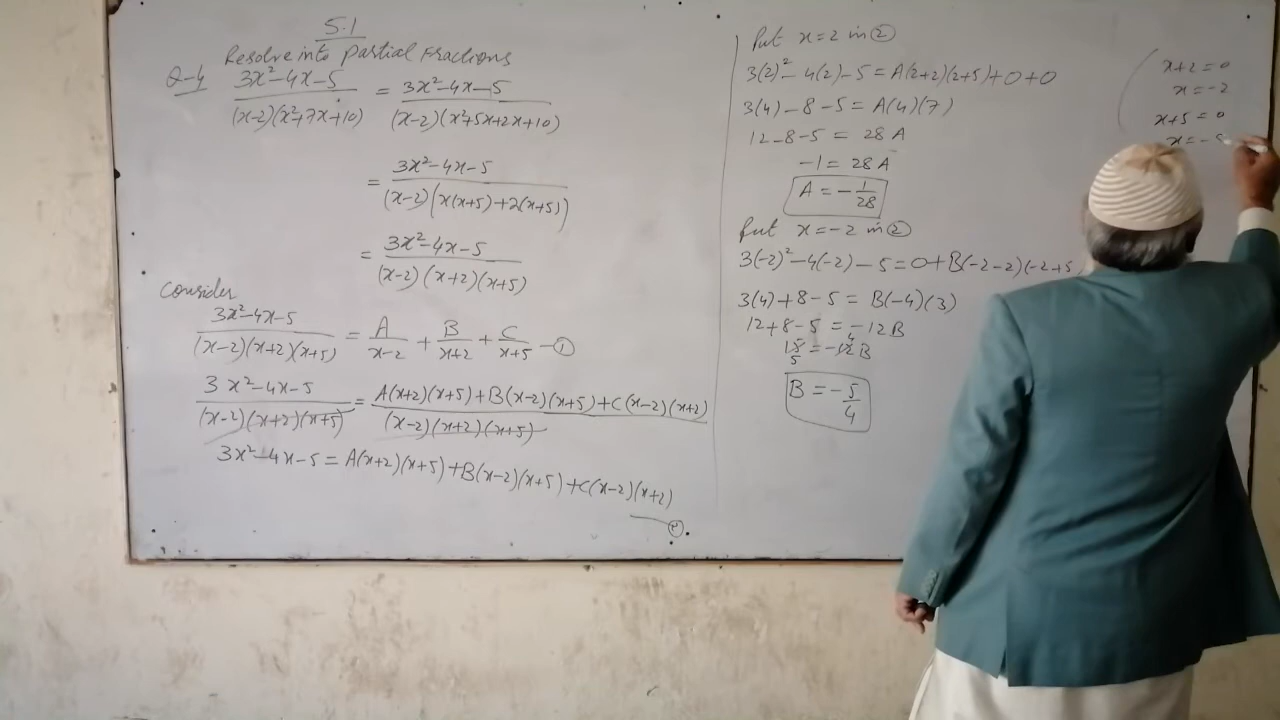 5.1
Resolve into Partial Fractions
Q-4 3x²-4x-5 / (x-2)(x²+7x+10) = 3x²-4x-5 / (x-2)(x²+5x+2x+10)
= 3x²-4x-5 / (x-2)(x(x+5)+2(x+5))
= 3x²-4x-5 / (x-2)(x+2)(x+5)
Consider
3x²-4x-5 / (x-2)(x+2)(x+5) = A/x-2 + B/x+2 + C/x+5 —①
3x²-4x-5 / (x-2)(x+2)(x+5) = A(x+2)(x+5)+B(x-2)(x+5)+C(x-2)(x+2) / (x-2)(x+2)(x+5)
3x²-4x-5 = A(x+2)(x+5)+B(x-2)(x+5)+C(x-2)(x+2)
—②
Put x=2 in ②
3(2)²-4(2)-5=A(2+2)(2+5)+0+0
3(4)-8-5=A(4)(7)
12-8-5 = 28A
-1=28A
A=-1/28
Put x=-2 in ②
3(-2)²-4(-2)-5=0+B(-2-2)(-2+5
3(4)+8-5= B(-4)(3)
12+8-5=-12B
15=-12B
5 4
B=-5/4
x+2=0
x=-2
x+5=0
x=-